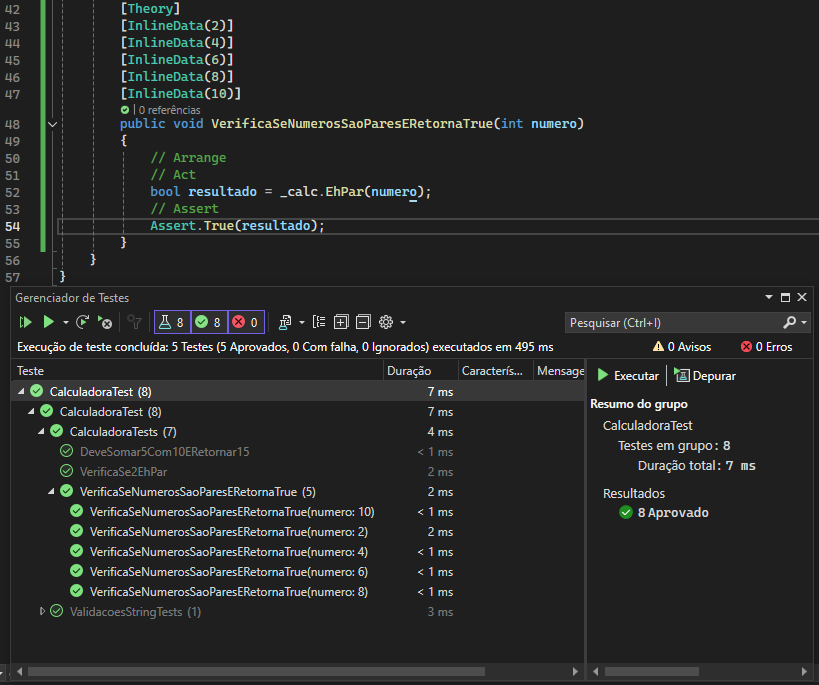 42 [Theory]
43 [InlineData(2)]
44 [InlineData(4)]
45 [InlineData(6)]
46 [InlineData(8)]
47 [InlineData(10)]
| 0 referências
48 public void VerificaSeNumerosSaoParesERetornaTrue(int numero)
49 {
50 // Arrange
51 // Act
52 bool resultado = _calc.EhPar(numero);
53 // Assert
54 Assert.True(resultado);
55 }
56 }
57 }
Gerenciador de Testes
8 8 0
Pesquisar (Ctrl+I)
Execução de teste concluída: 5 Testes (5 Aprovados, 0 Com falha, 0 Ignorados) executados em 495 ms
0 Avisos 0 Erros
Teste Duração Caracterís... Mensage
CalculadoraTest (8) 7 ms
CalculadoraTest (8) 7 ms
CalculadoraTests (7) 4 ms
DeveSomar5Com10ERetornar15 < 1 ms
VerificaSe2EhPar 2 ms
VerificaSeNumerosSaoParesERetornaTrue (5) 2 ms
VerificaSeNumerosSaoParesERetornaTrue(numero: 10) < 1 ms
VerificaSeNumerosSaoParesERetornaTrue(numero: 2) 2 ms
VerificaSeNumerosSaoParesERetornaTrue(numero: 4) < 1 ms
VerificaSeNumerosSaoParesERetornaTrue(numero: 6) < 1 ms
VerificaSeNumerosSaoParesERetornaTrue(numero: 8) < 1 ms
ValidacoesStringTests (1) 3 ms
Executar Depurar
Resumo do grupo
CalculadoraTest
Testes em grupo: 8
Duração total: 7 ms
Resultados
8 Aprovado